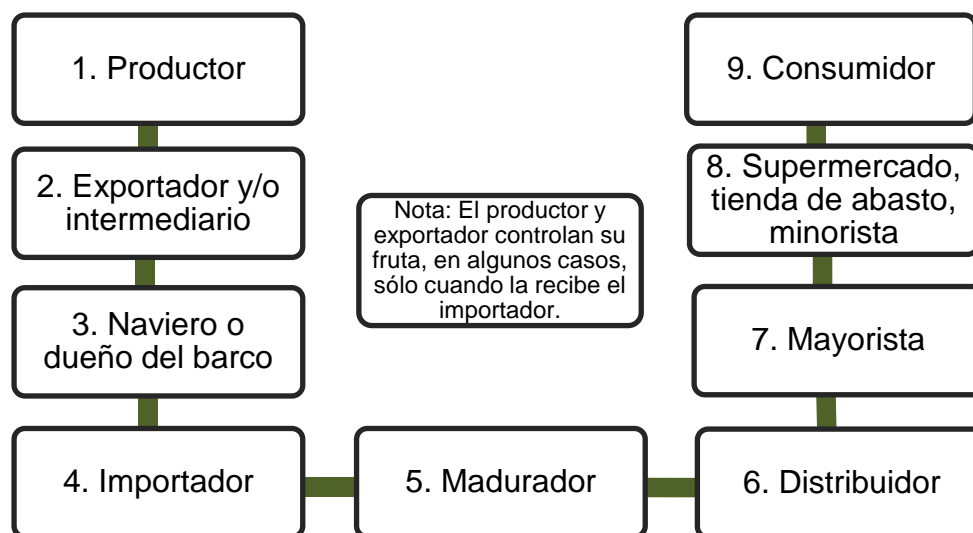 1. Productor
2. Exportador y/o
intermediario
3. Naviero o
dueño del barco
4. Importador
5. Madurador
6. Distribuidor
7. Mayorista
8. Supermercado,
tienda de abasto,
minorista
9. Consumidor
Nota: El productor y
exportador controlan su
fruta, en algunos casos,
sólo cuando la recibe el
importador.